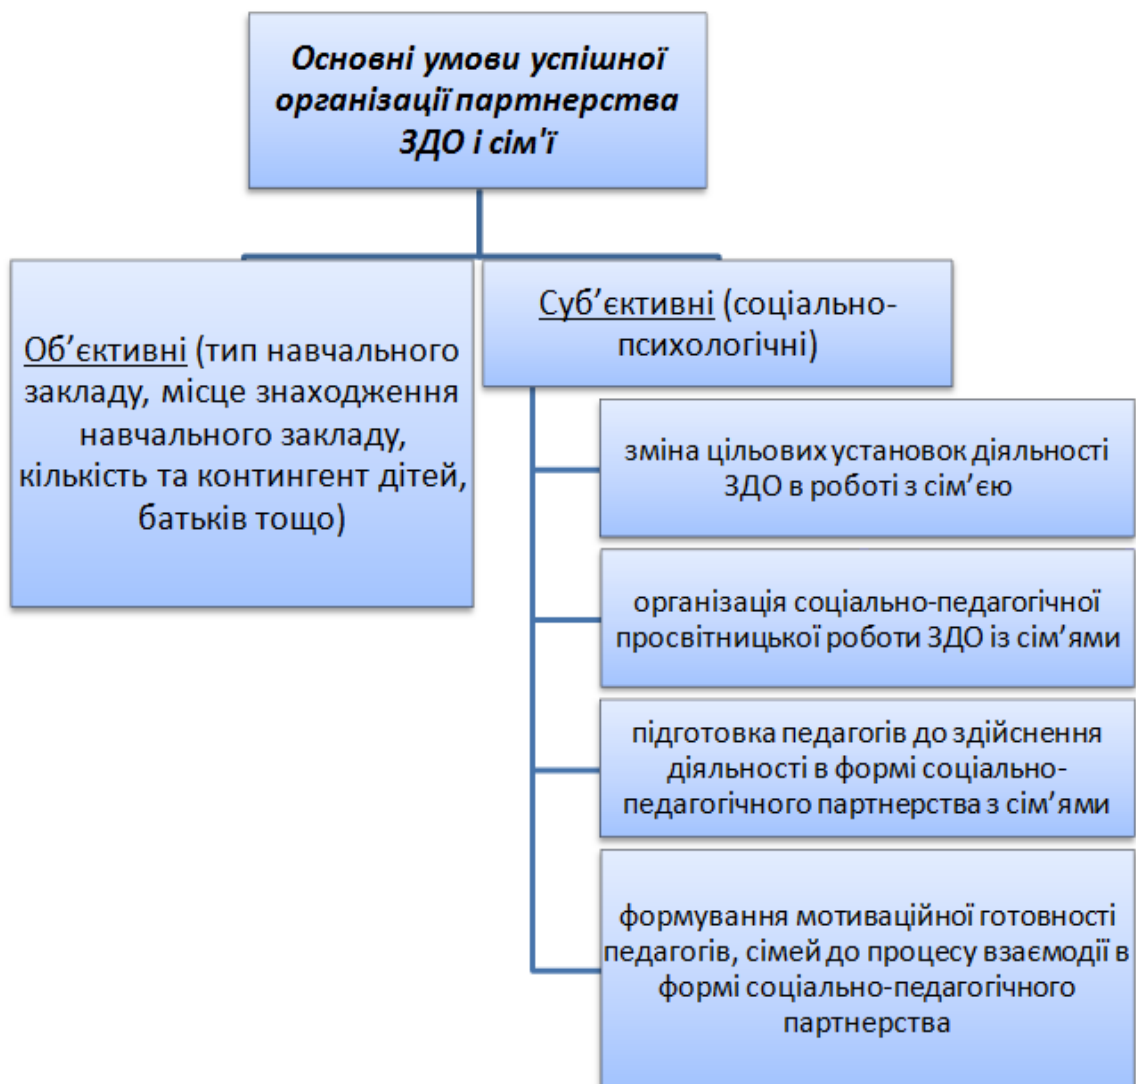 Основні умови успішної
організації партнерства
ЗДО і сім'ї
Об’єктивні (тип навчального
закладу, місце знаходження
навчального закладу,
кількість та контингент дітей,
батьків тощо)
Суб’єктивні (соціально-
психологічні)
зміна цільових установок діяльності
ЗДО в роботі з сім’єю
організація соціально-педагогічної
просвітницької роботи ЗДО із сім’ями
підготовка педагогів до здійснення
діяльності в формі соціально-
педагогічного партнерства з сім’ями
формування мотиваційної готовності
педагогів, сімей до процесу взаємодії в
формі соціально-педагогічного
партнерства